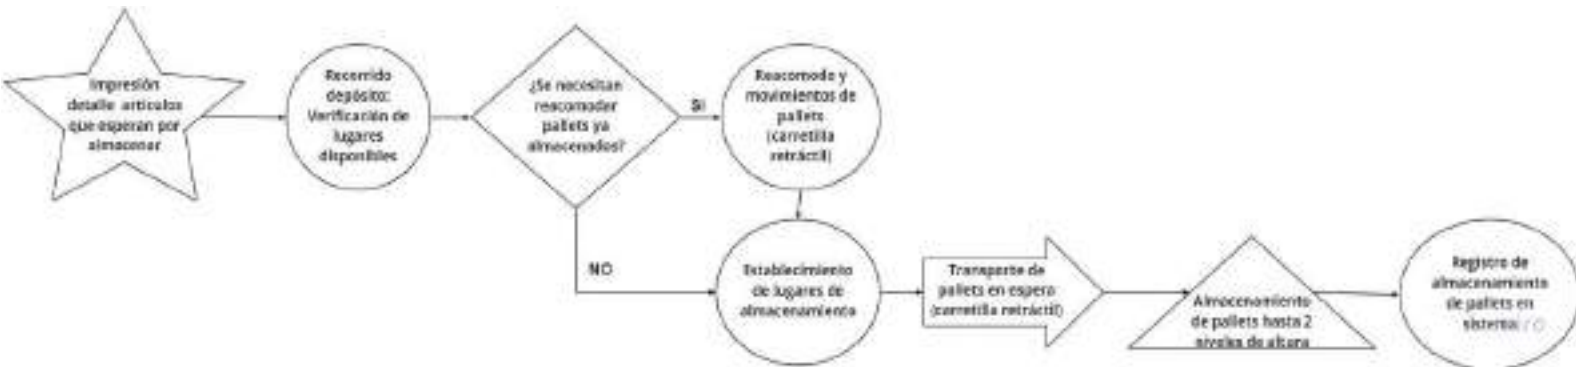 Impresión
detalle artículos
que esperan por
almacenar
Recorrido
depósito:
Verificación de
lugares
disponibles
¿Se necesitan
reacomodar
pallets ya
almacenados?
SI
Reacomodo y
movimientos de
pallets
(carretilla
retráctil)
NO
Establecimiento
de lugares de
almacenamiento
Transporte de
pallets en espera
(carretilla retráctil)
Almacenamiento
de pallets hasta 2
niveles de altura
Registro de
almacenamiento
de pallets en
sistema